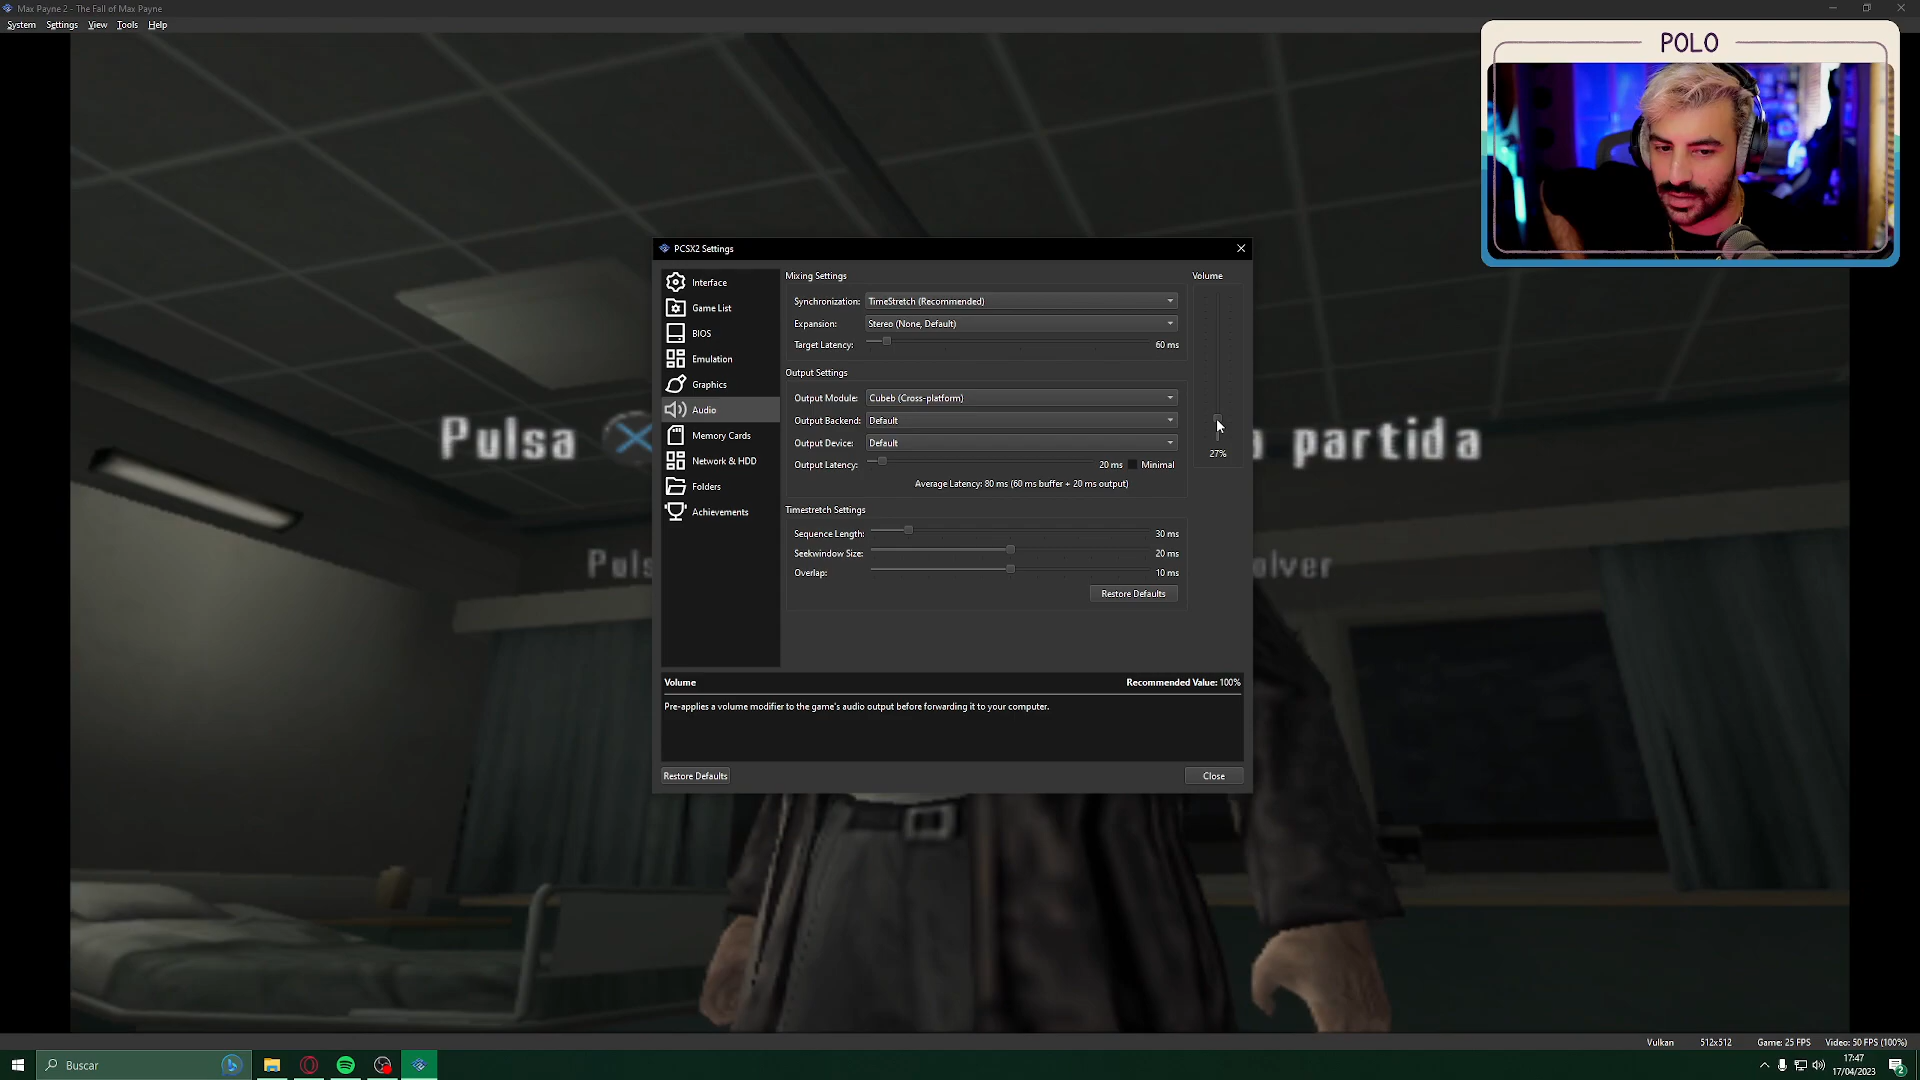 Max Payne 2 - The Fall of Max Payne
System Settings View Tools Help
POLO
PCSX2 Settings
Interface
Game List
BIOS
Emulation
Graphics
Audio
Memory Cards
Network & HDD
Folders
Achievements
Mixing Settings
Synchronization: TimeStretch (Recommended)
Expansion: Stereo (None, Default)
Target Latency: 60 ms
Output Settings
Output Module: Cubeb (Cross-platform)
Output Backend: Default
Output Device: Default
Output Latency: 20 ms Minimal
Average Latency: 80 ms (60 ms buffer + 20 ms output)
Timestretch Settings
Sequence Length: 30 ms
Seekwindow Size: 20 ms
Overlap: 10 ms
Restore Defaults
Volume
27%
Volume Recommended Value: 100%
Pre-applies a volume modifier to the game's audio output before forwarding it to your computer.
Restore Defaults Close
Pulsa a partida
Puls olver
Vulkan 512x512 Game: 25 FPS Video: 50 FPS (100%)
Buscar
17:47
17/04/2023
2